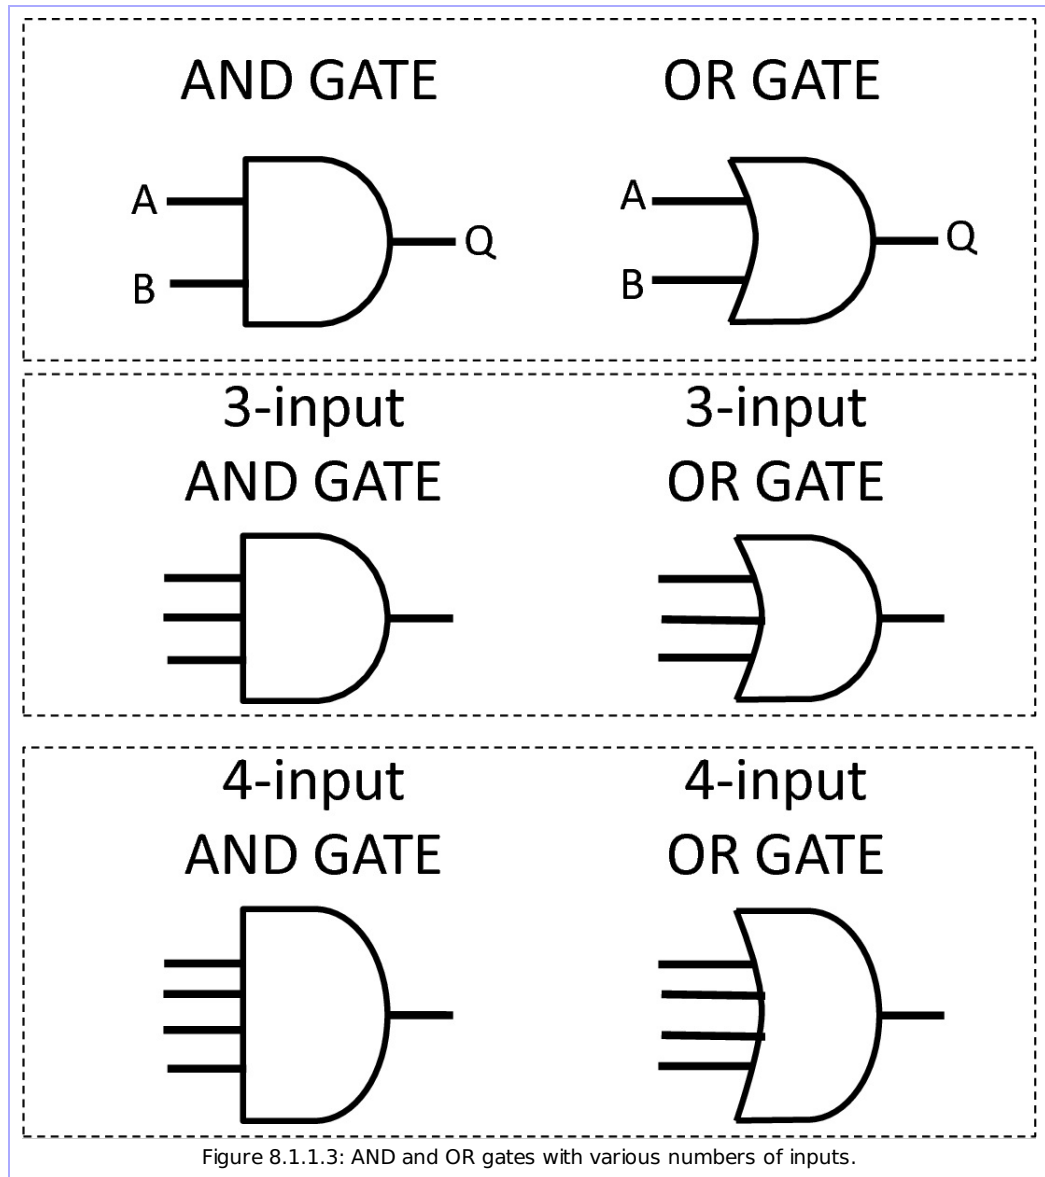 AND GATE
OR GATE
A
B
Q
A
B
Q
3-input
AND GATE
3-input
OR GATE
4-input
AND GATE
4-input
OR GATE
Figure 8.1.1.3: AND and OR gates with various numbers of inputs.